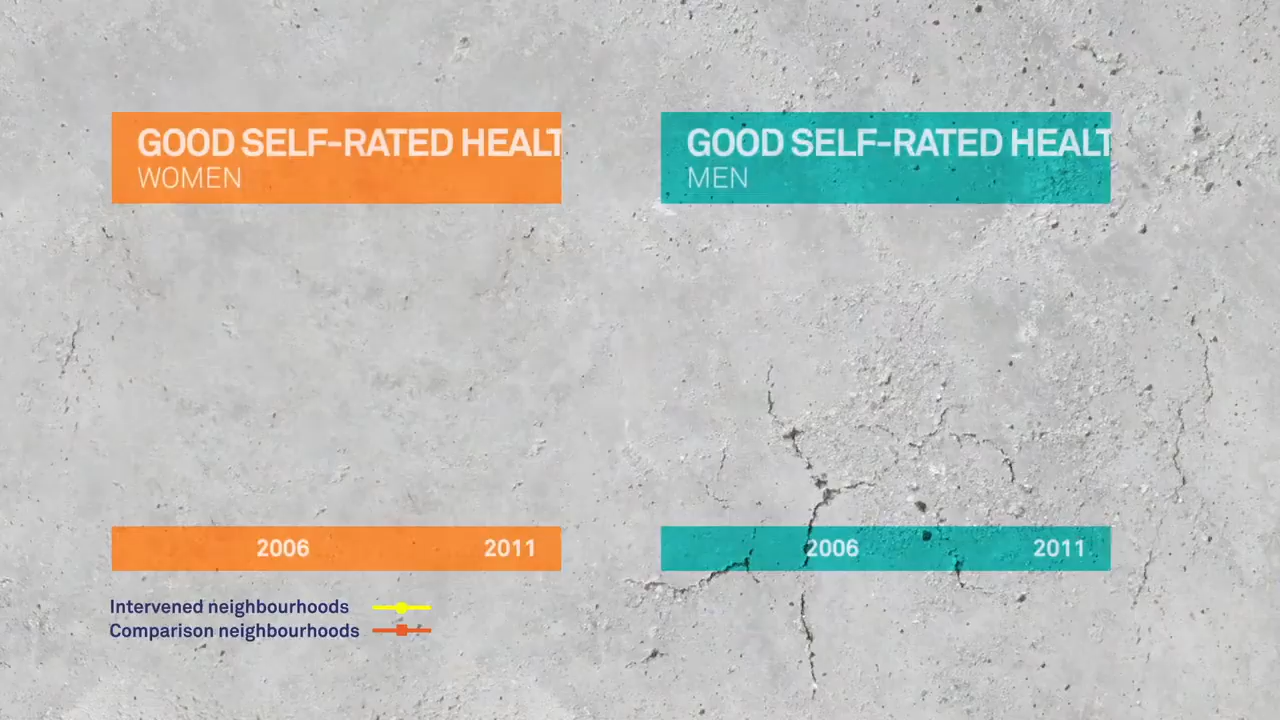 GOOD SELF-RATED HEALT
WOMEN
GOOD SELF-RATED HEALT
MEN
2006 2011
2006 2011
Intervened neighbourhoods
Comparison neighbourhoods